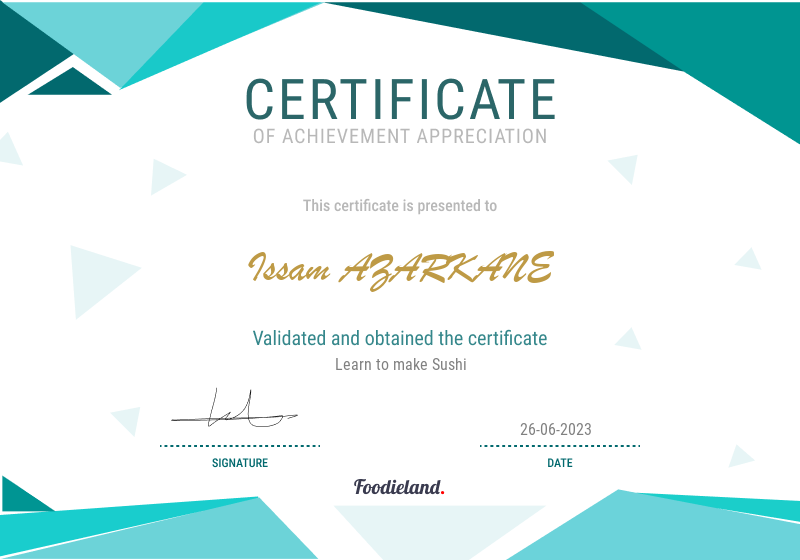 CERTIFICATE
OF ACHIEVEMENT APPRECIATION
This certificate is presented to
Issam AZARKANE
Validated and obtained the certificate
Learn to make Sushi
26-06-2023
SIGNATURE
DATE
Foodieland.